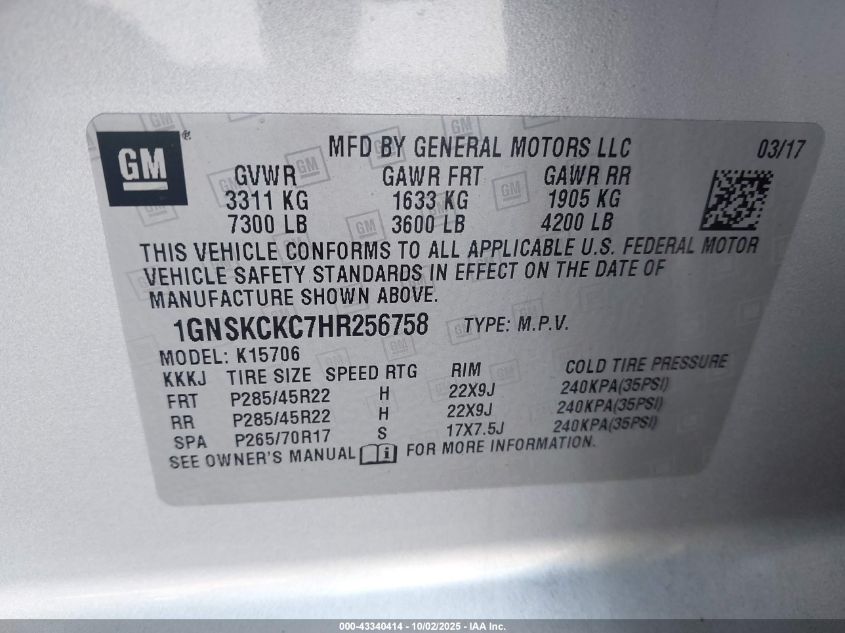 GM ®
MFD BY GENERAL MOTORS LLC 03/17
GVWR GAWR FRT GAWR RR
3311 KG 1633 KG 1905 KG
7300 LB 3600 LB 4200 LB
THIS VEHICLE CONFORMS TO ALL APPLICABLE U.S. FEDERAL MOTOR
VEHICLE SAFETY STANDARDS IN EFFECT ON THE DATE OF
MANUFACTURE SHOWN ABOVE.
1GNSKCKC7HR256758 TYPE: M.P.V.
MODEL: K15706
KKKJ TIRE SIZE SPEED RTG RIM COLD TIRE PRESSURE
FRT P285/45R22 H 22X9J 240KPA(35PSI)
RR P285/45R22 H 22X9J 240KPA(35PSI)
SPA P265/70R17 S 17X7.5J 240KPA(35PSI)
SEE OWNER'S MANUAL i FOR MORE INFORMATION.
000-43340414 - 10/02/2025 - IAA Inc.